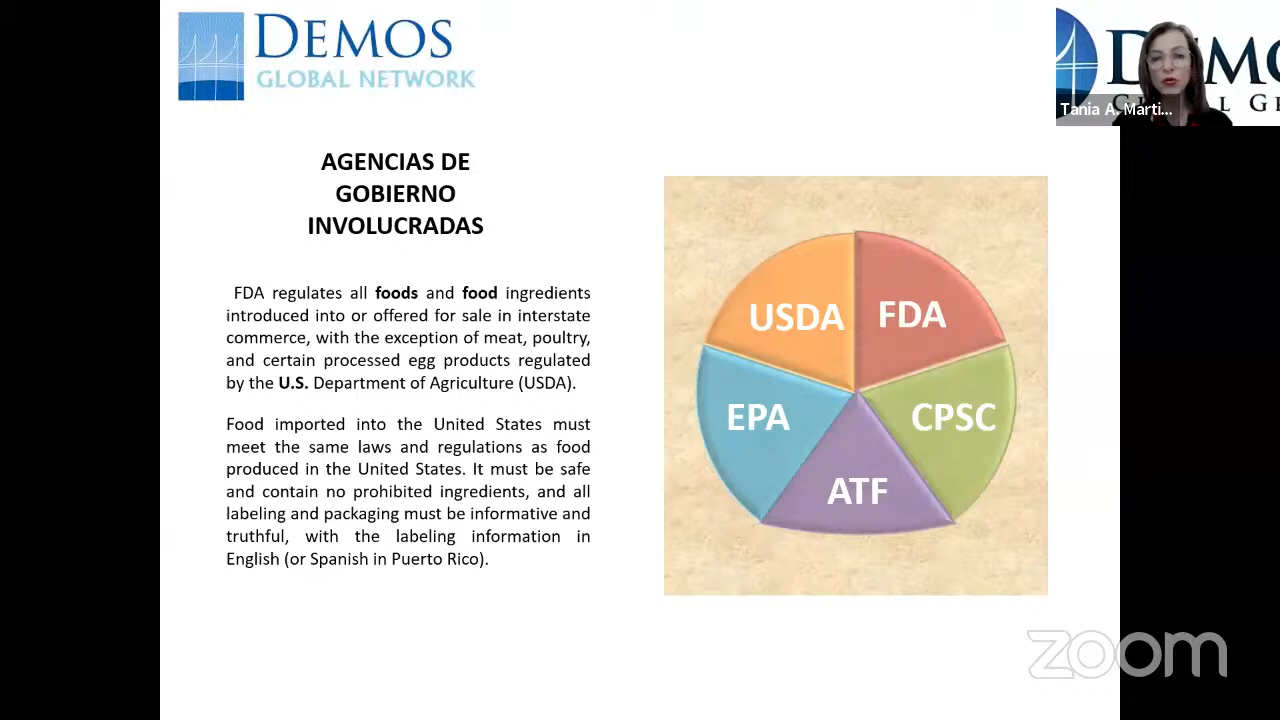 DEMOS
GLOBAL NETWORK
Tania A. Marti...
AGENCIAS DE
GOBIERNO
INVOLUCRADAS
FDA regulates all foods and food ingredients
introduced into or offered for sale in interstate
commerce, with the exception of meat, poultry,
and certain processed egg products regulated
by the U.S. Department of Agriculture (USDA).
Food imported into the United States must
meet the same laws and regulations as food
produced in the United States. It must be safe
and contain no prohibited ingredients, and all
labeling and packaging must be informative and
truthful, with the labeling information in
English (or Spanish in Puerto Rico).
USDA
FDA
EPA
CPSC
ATF
zoom